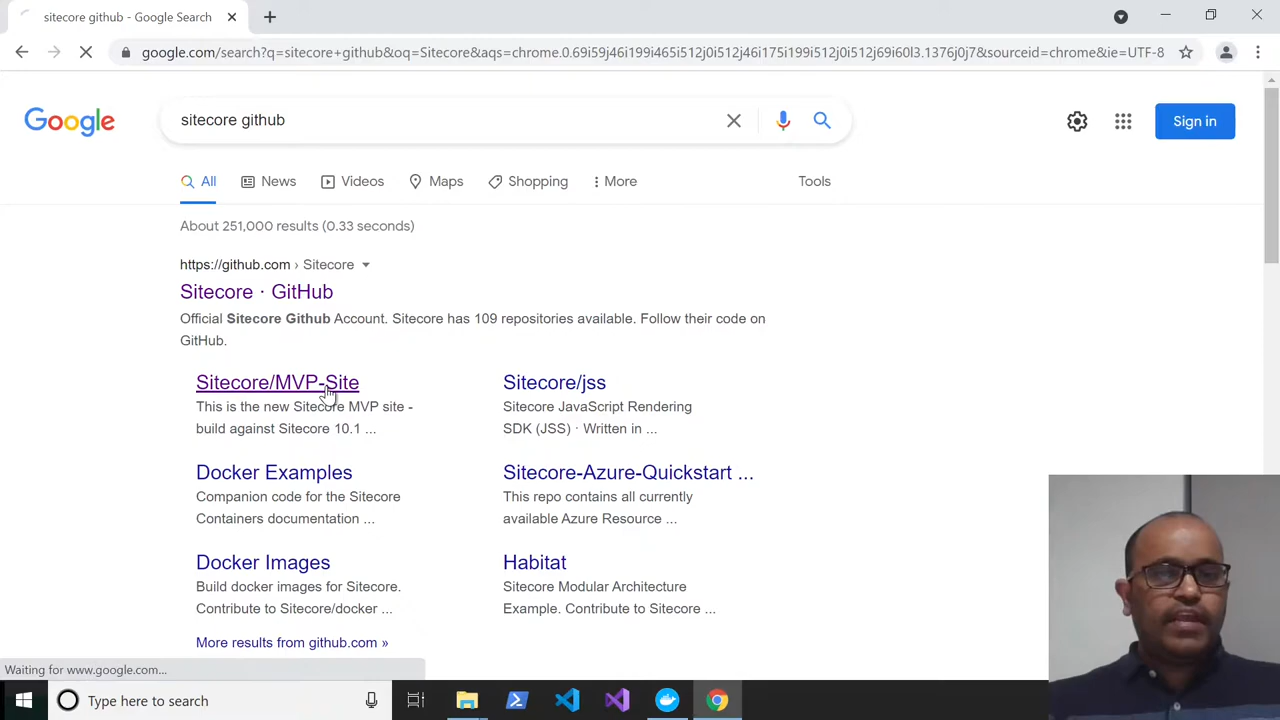 sitecore github - Google Search
google.com/search?q=sitecore+github&oq=Sitecore&aqs=chrome.0.69i59j46i199i465i512j0i512j46i175i199i512j0i512j69i60l3.1376j0j7&sourceid=chrome&ie=UTF-8
Google
sitecore github
Sign in
All News Videos Maps Shopping More Tools
About 251,000 results (0.33 seconds)
https://github.com › Sitecore
Sitecore · GitHub
Official Sitecore Github Account. Sitecore has 109 repositories available. Follow their code on
GitHub.
Sitecore/MVP-Site
This is the new Sitecore MVP site -
build against Sitecore 10.1 ...
Sitecore/jss
Sitecore JavaScript Rendering
SDK (JSS) · Written in ...
Docker Examples
Companion code for the Sitecore
Containers documentation ...
Sitecore-Azure-Quickstart ...
This repo contains all currently
available Azure Resource ...
Docker Images
Build docker images for Sitecore.
Contribute to Sitecore/docker ...
Habitat
Sitecore Modular Architecture
Example. Contribute to Sitecore ...
More results from github.com »
Waiting for www.google.com...
Type here to search